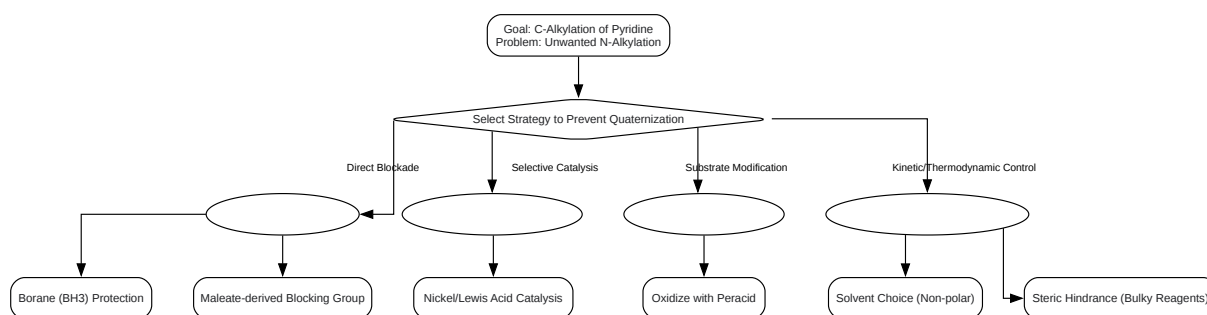 Goal: C-Alkylation of Pyridine
Problem: Unwanted N-Alkylation
Select Strategy to Prevent Quaternization
Direct Blockade
Selective Catalysis
Substrate Modification
Kinetic/Thermodynamic Control
Borane (BH3) Protection
Maleate-derived Blocking Group
Nickel/Lewis Acid Catalysis
Oxidize with Peracid
Solvent Choice (Non-polar)
Steric Hindrance (Bulky Reagents)